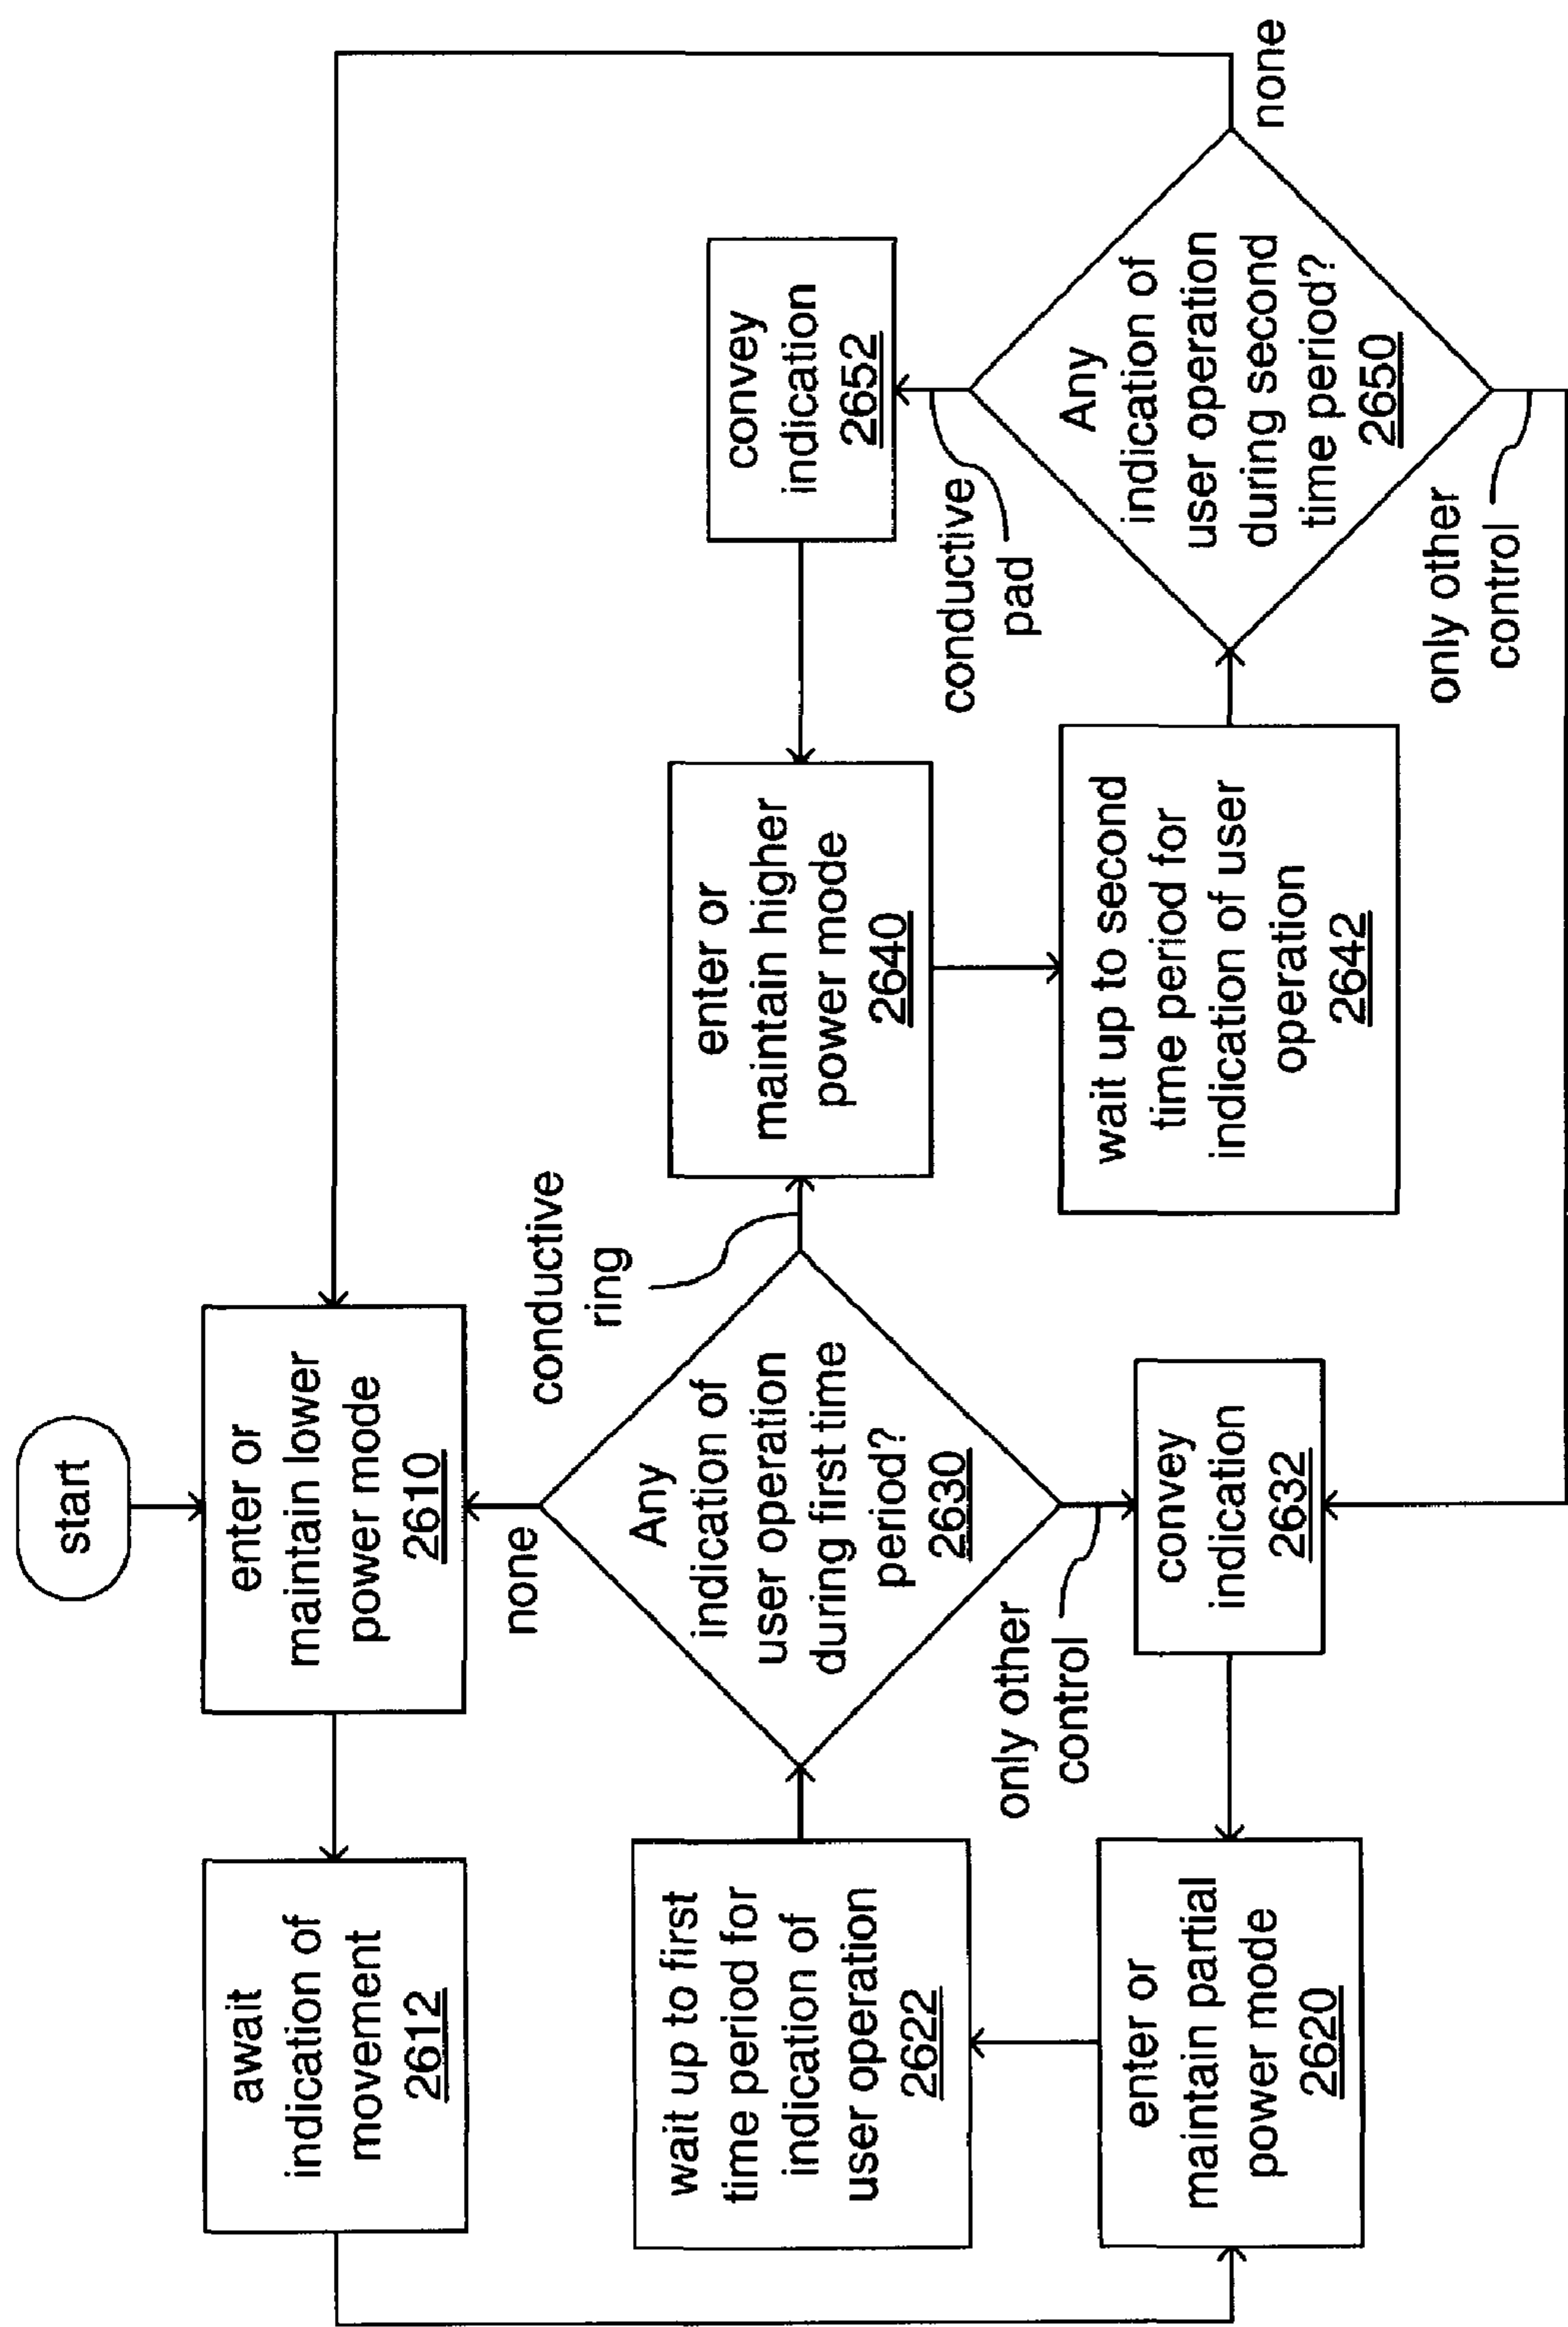 start
enter or
maintain lower
power mode
2610
await
indication of
movement
2612
enter or
maintain partial
power mode
2620
wait up to first
time period for
indication of
user operation
2622
Any
indication of
user operation
during first time
period?
2630
none
conductive
ring
only other
control
convey
indication
2632
enter or
maintain higher
power mode
2640
wait up to second
time period for
indication of user
operation
2642
Any
indication of
user operation
during second
time period?
2650
conductive
pad
none
only other
control
convey
indication
2652